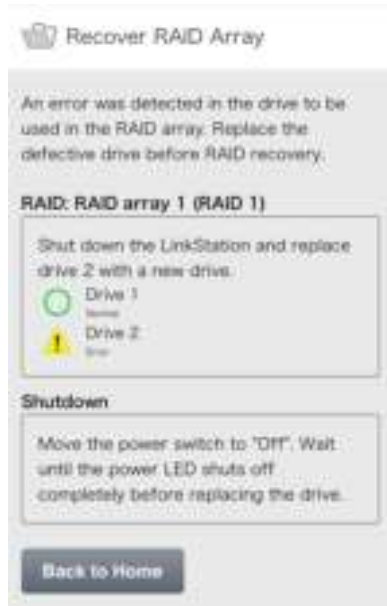 Recover RAID Array
An error was detected in the drive to be
used in the RAID array. Replace the
defective drive before RAID recovery.
RAID: RAID array 1 (RAID 1)
Shut down the LinkStation and replace
drive 2 with a new drive.
Drive 1
Normal
Drive 2
Error
Shutdown
Move the power switch to "Off". Wait
until the power LED shuts off
completely before replacing the drive.
Back to Home